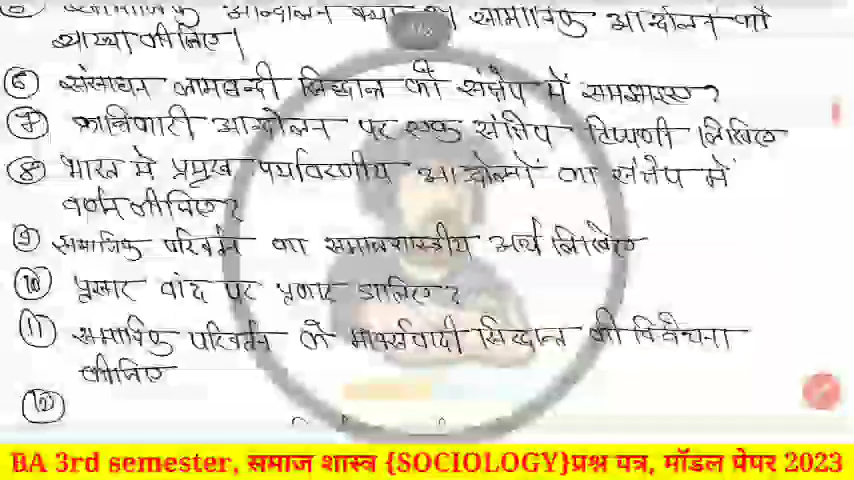 सामाजिक आन्दोलन क्या है। सामाजिक आन्दोलन की
व्याख्या कीजिए।
⑥ संसाधन लामबन्दी सिद्धान्त को संक्षेप में समझाइए?
⑦ क्रान्तिकारी आन्दोलन पर एक संक्षिप्त टिप्पणी लिखिए
⑧ भारत में प्रमुख पर्यावरणीय आन्दोलनों का संक्षेप में
वर्णन कीजिए?
⑨ सामाजिक परिवर्तन का समाजशास्त्रीय अर्थ लिखिए
⑩ प्रसार वाद पर प्रकाश डालिए?
⑪ सामाजिक परिवर्तन के मार्क्सवादी सिद्धान्त की विवेचना
कीजिए
⑫
BA 3rd semester, समाज शास्त्र {SOCIOLOGY}प्रश्न पत्र, मॉडल पेपर 2023